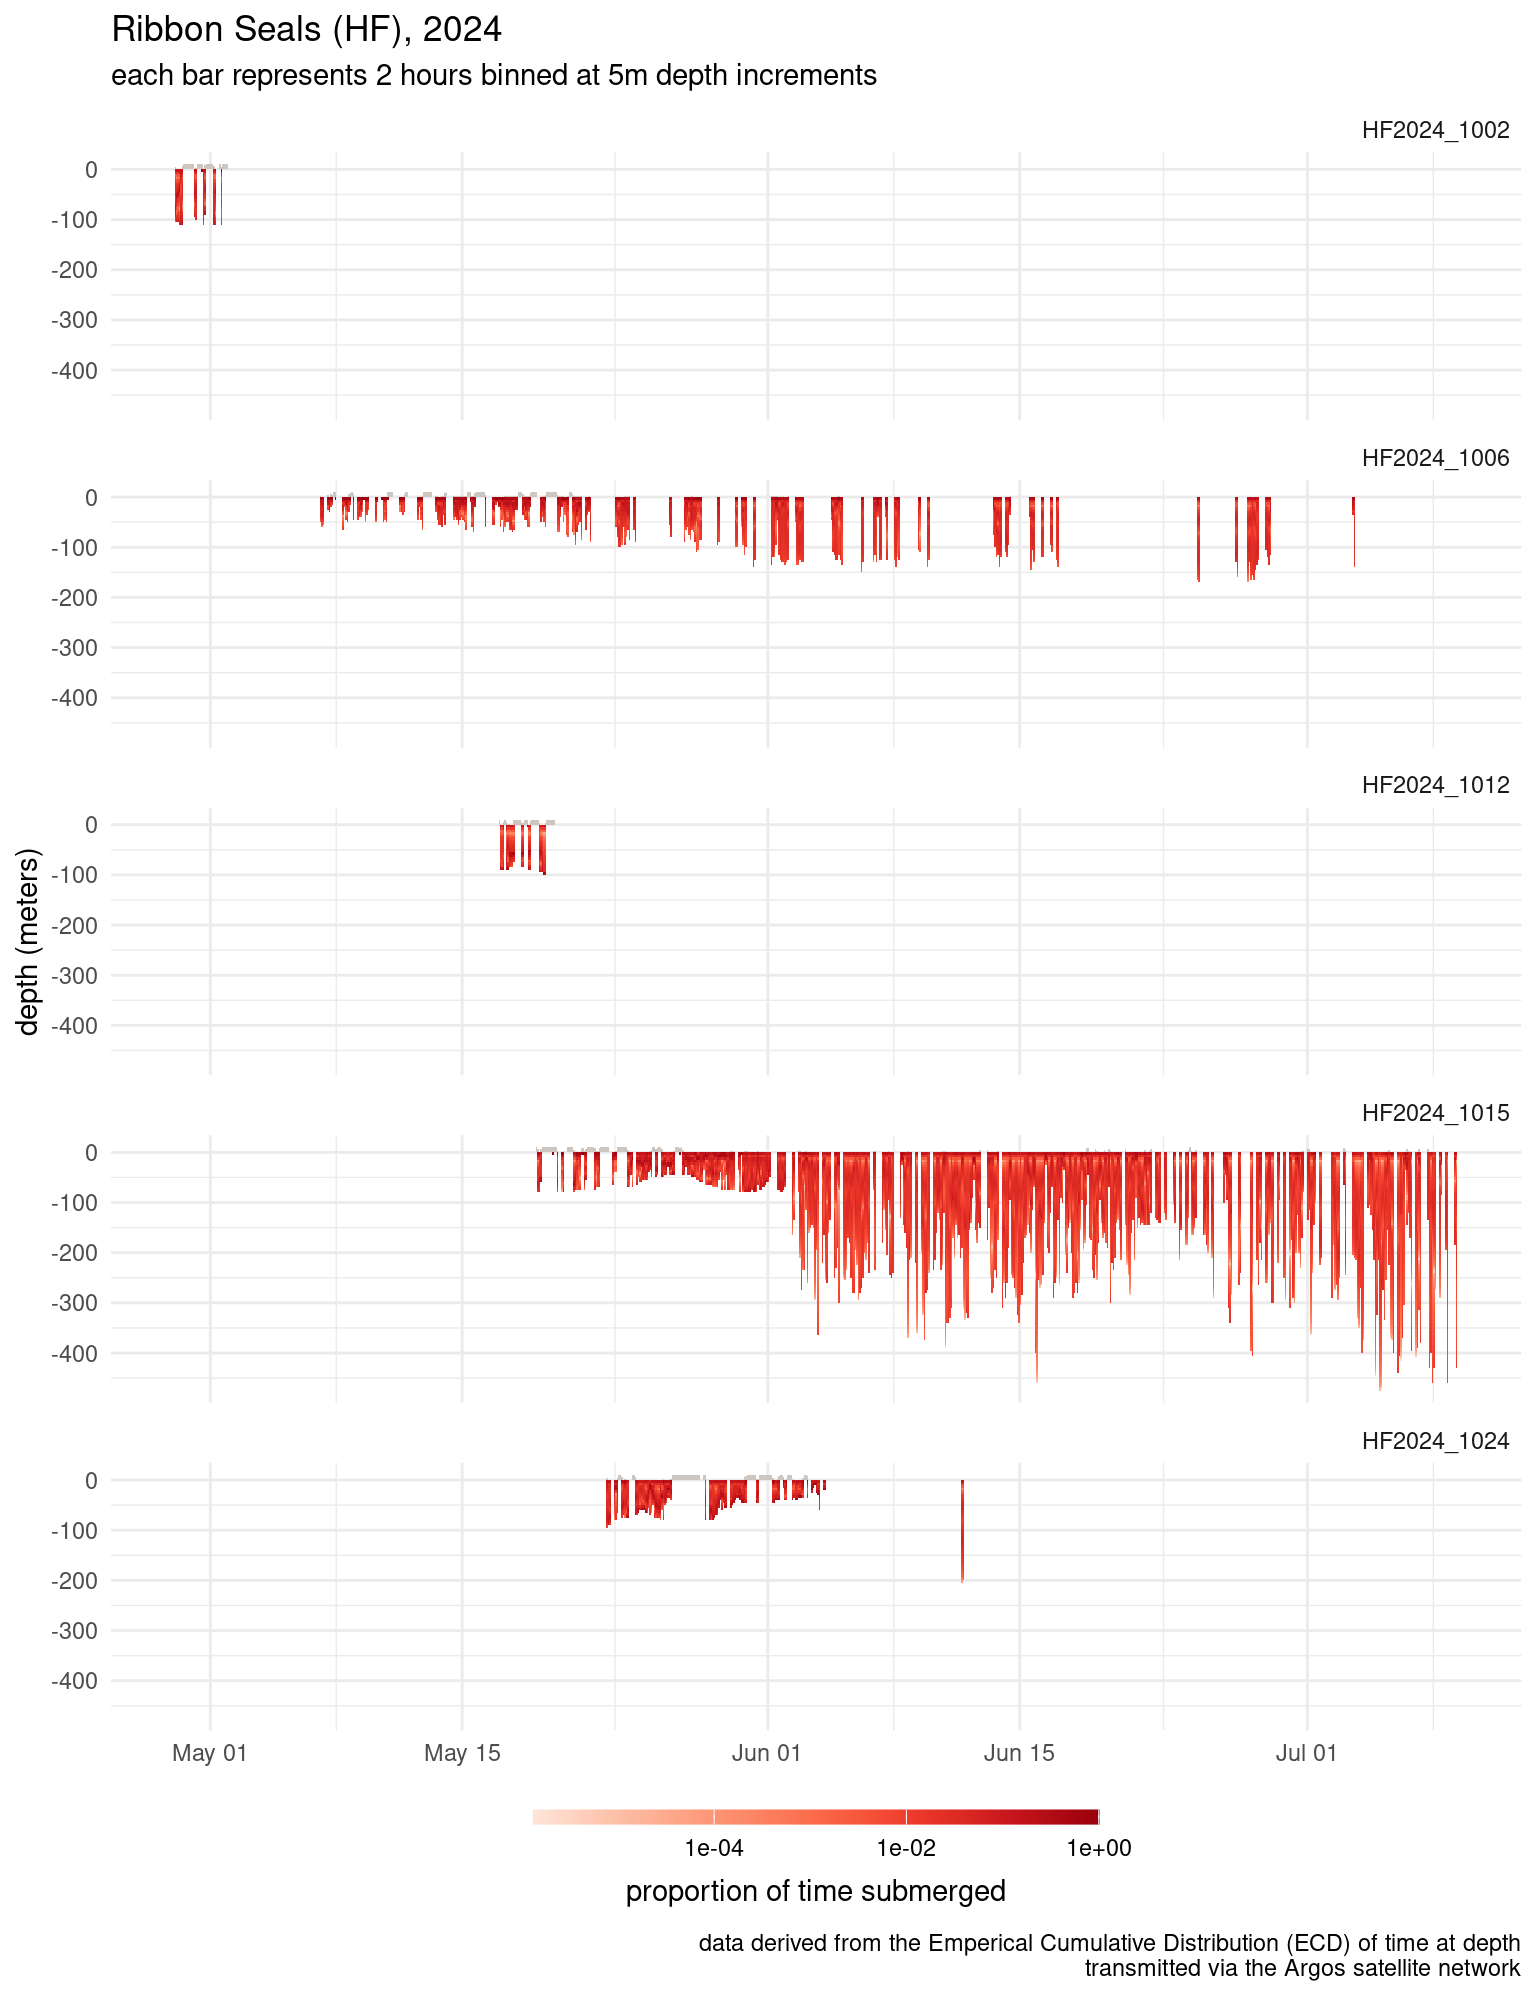 Ribbon Seals (HF), 2024
each bar represents 2 hours binned at 5m depth increments
HF2024_1002
0
-100
-200
-300
-400
HF2024_1006
0
-100
-200
-300
-400
HF2024_1012
0
-100
-200
-300
-400
depth (meters)
HF2024_1015
0
-100
-200
-300
-400
HF2024_1024
0
-100
-200
-300
-400
May 01 May 15 Jun 01 Jun 15 Jul 01
1e-04 1e-02 1e+00
proportion of time submerged
data derived from the Emperical Cumulative Distribution (ECD) of time at depth
transmitted via the Argos satellite network